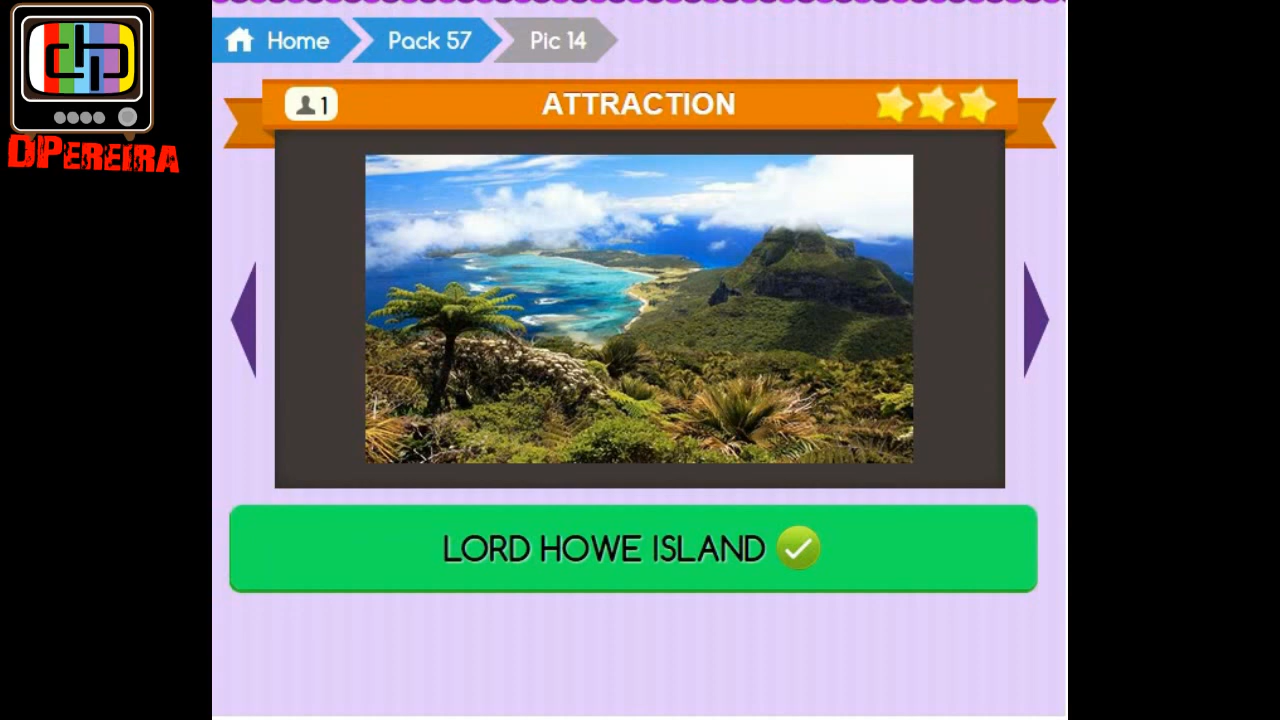 DPEREIRA
Home
Pack 57
Pic 14
1
ATTRACTION
LORD HOWE ISLAND